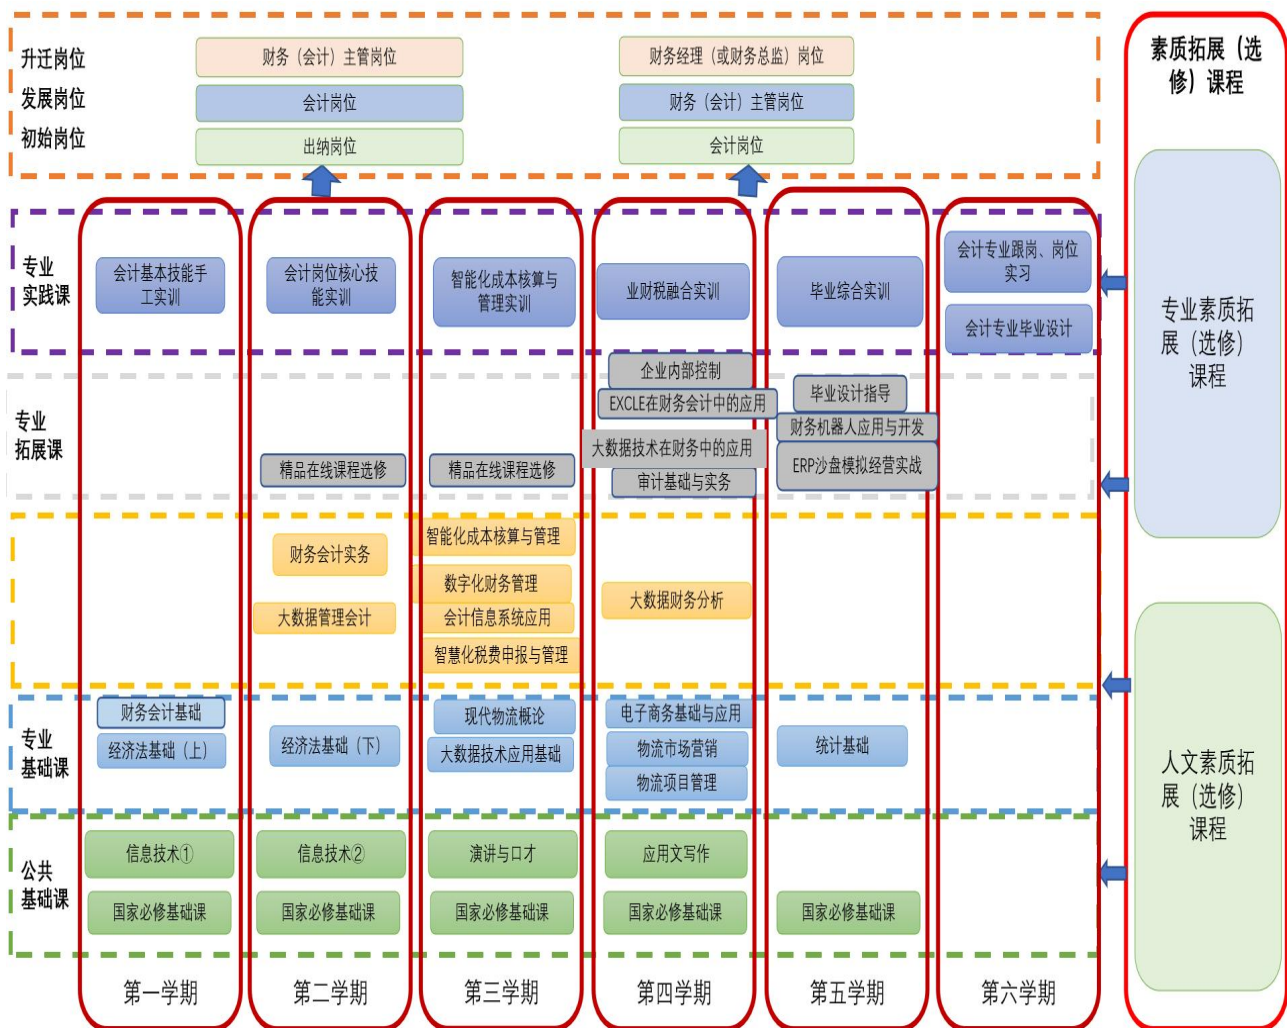 升迁岗位
财务（会计）主管岗位
财务经理（或财务总监）岗位
发展岗位
会计岗位
财务（会计）主管岗位
初始岗位
出纳岗位
会计岗位
素质拓展（选
修）课程
专业
实践课
会计基本技能手
工实训
会计岗位核心技
能实训
智能化成本核算与
管理实训
业财税融合实训
毕业综合实训
会计专业跟岗、岗位
实习
会计专业毕业设计
专业素质拓
展（选修）
课程
专业
拓展课
精品在线课程选修
精品在线课程选修
企业内部控制
EXCLE在财务会计中的应用
大数据技术在财务中的应用
审计基础与实务
毕业设计指导
财务机器人应用与开发
ERP沙盘模拟经营实战
财务会计实务
大数据管理会计
智能化成本核算与管理
数字化财务管理
会计信息系统应用
智慧化税费申报与管理
大数据财务分析
专业
基础课
财务会计基础
经济法基础（上）
经济法基础（下）
现代物流概论
大数据技术应用基础
电子商务基础与应用
物流市场营销
物流项目管理
统计基础
人文素质拓
展（选修）
课程
公共
基础课
信息技术①
信息技术②
演讲与口才
应用文写作
国家必修基础课
国家必修基础课
国家必修基础课
国家必修基础课
国家必修基础课
第一学期
第二学期
第三学期
第四学期
第五学期
第六学期